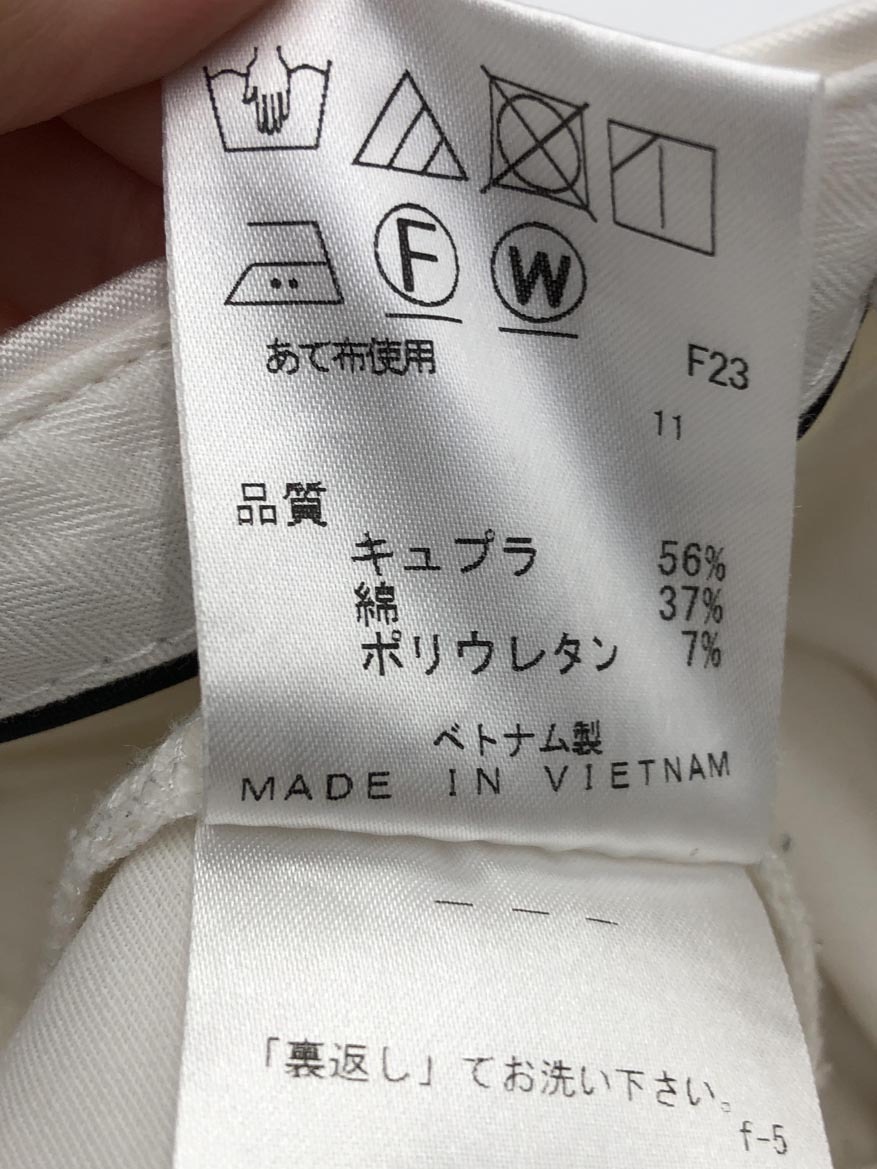 F W
あて布使用
F23
11
品質
キュプラ 56%
綿 37%
ポリウレタン 7%
ベトナム製
MADE IN VIETNAM
「裏返し」てお洗い下さい。
f-5